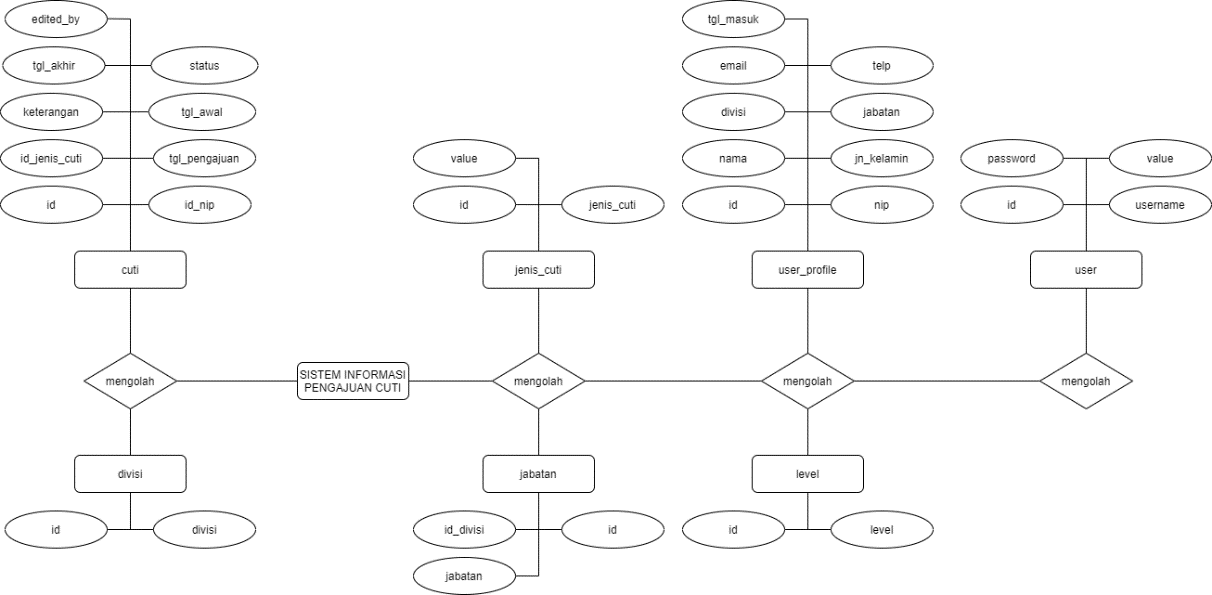 edited_by
tgl_akhir
status
keterangan
tgl_awal
id_jenis_cuti
tgl_pengajuan
id
id_nip
cuti
value
id
jenis_cuti
jenis_cuti
tgl_masuk
email
telp
divisi
jabatan
nama
jn_kelamin
id
nip
user_profile
password
value
id
username
user
mengolah
SISTEM INFORMASI
PENGAJUAN CUTI
mengolah
mengolah
mengolah
divisi
id
divisi
jabatan
id_divisi
id
jabatan
level
id
level